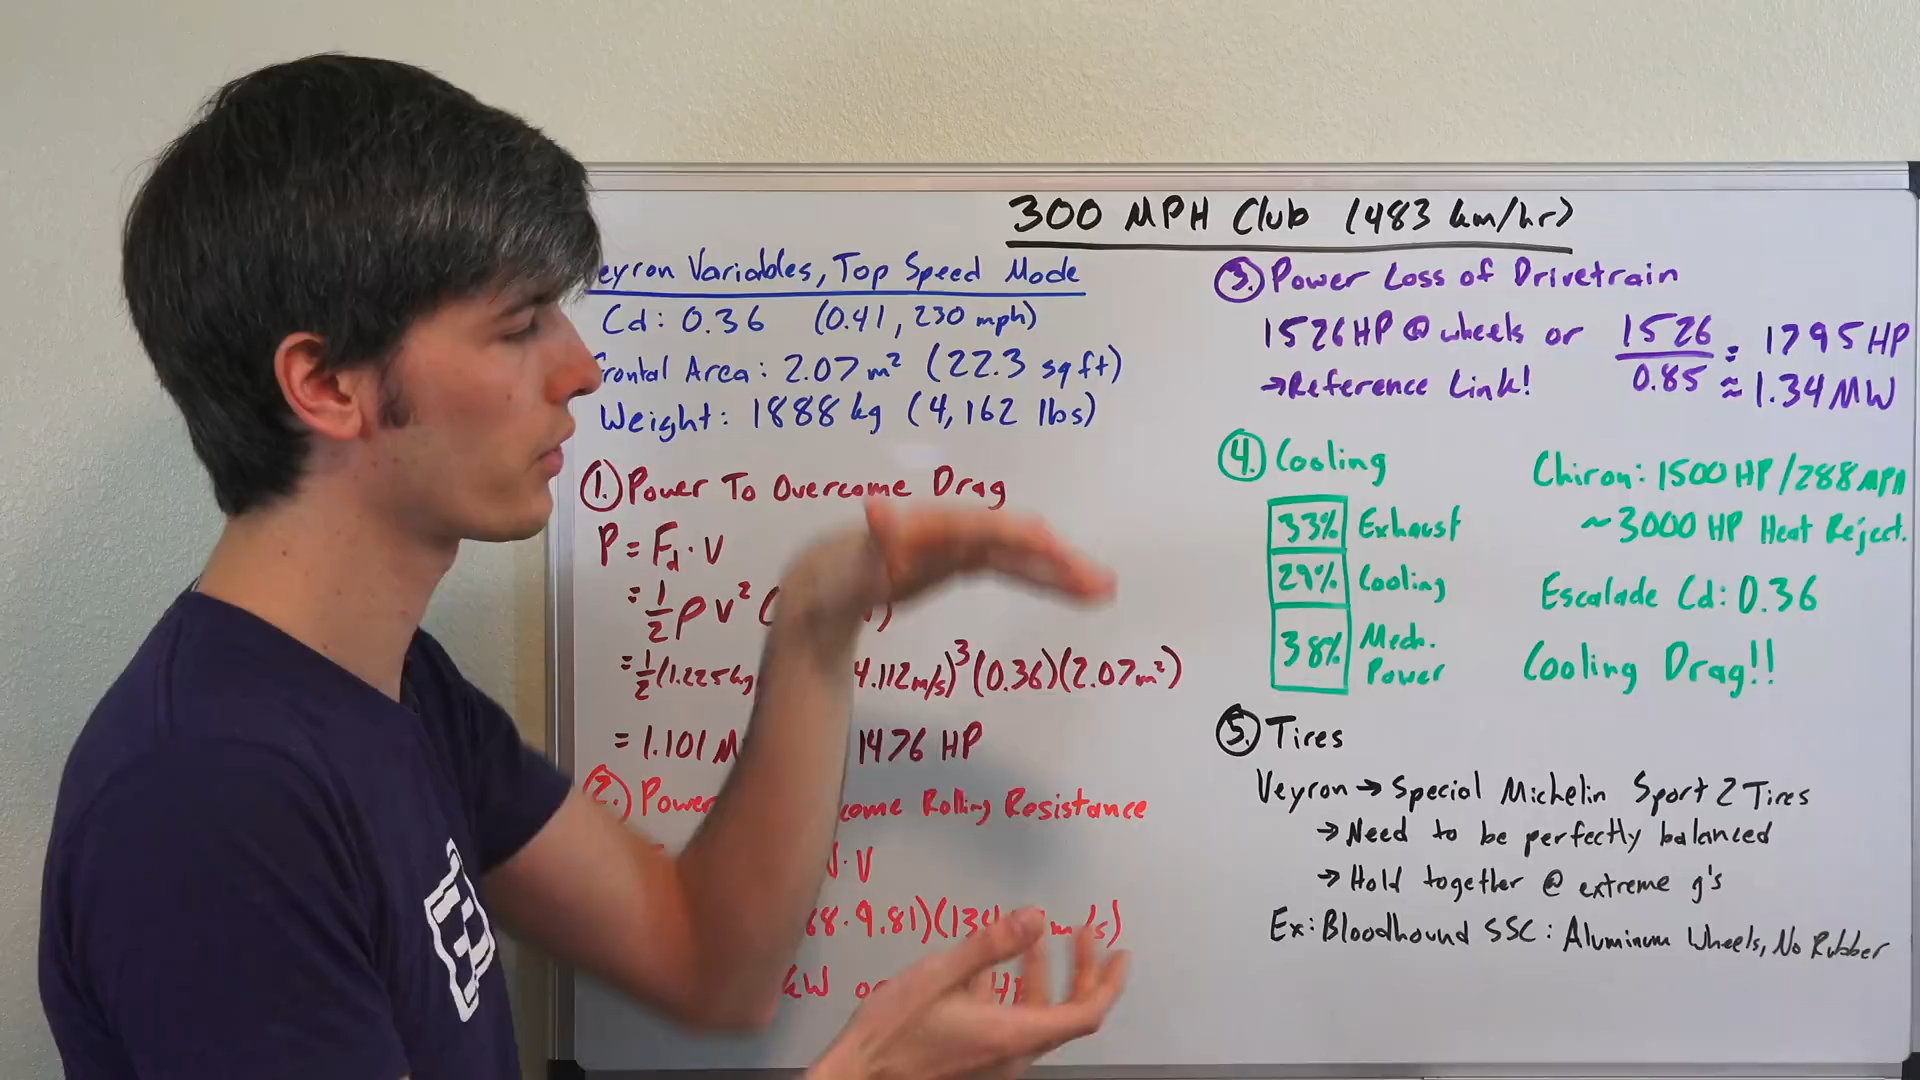 300 MPH Club (483 km/hr)
eyron Variables, Top Speed Mode
Cd: 0.36 (0.41, 230 mph)
rontal Area: 2.07 m² (22.3 sqft)
Weight: 1888 kg (4,162 lbs)
1. Power To Overcome Drag
P = Fd · V
= 1/2 ρ V² (
= 1/2 (1.225 kg 4.112 m/s)³ (0.36)(2.07 m²)
= 1.101 M 1476 HP
2. Power come Rolling Resistance
· V
68 · 9.81)(134 m/s)
kW o HP
3. Power Loss of Drivetrain
1526 HP @ wheels or 1526/0.85 = 1795 HP
→ Reference Link! ≈ 1.34 MW
4. Cooling
33% Exhaust
29% Cooling
38% Mech. Power
Chiron: 1500 HP / 288 MPH
~3000 HP Heat Reject.
Escalade Cd: 0.36
Cooling Drag!!
5. Tires
Veyron → Special Michelin Sport 2 Tires
→ Need to be perfectly balanced
→ Hold together @ extreme g's
Ex: Bloodhound SSC: Aluminum Wheels, No Rubber